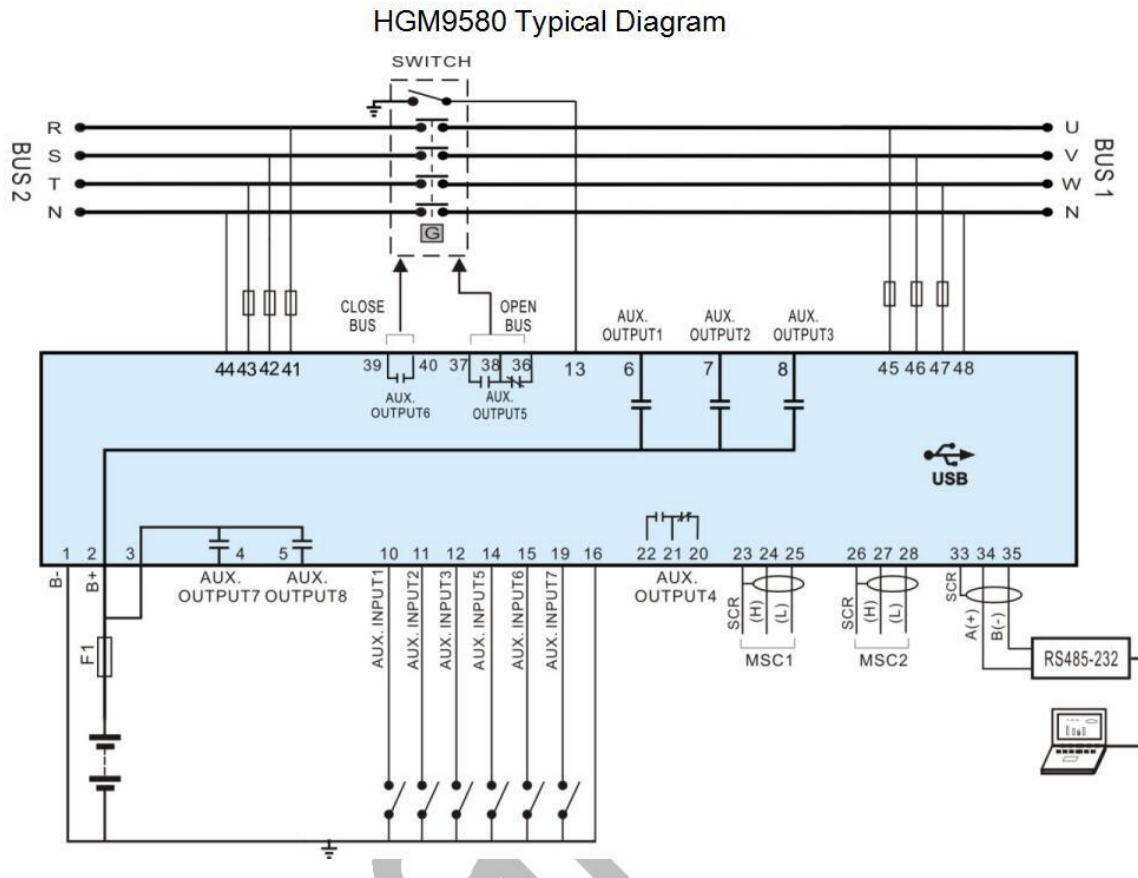 HGM9580 Typical Diagram
SWITCH
R
S
T
N
BUS 2
U
V
W
N
BUS 1
G
CLOSE
BUS
OPEN
BUS
AUX.
OUTPUT1
AUX.
OUTPUT2
AUX.
OUTPUT3
44 43 42 41
39 40
37 38 36
13
6
7
8
45 46 47 48
AUX.
OUTPUT6
AUX.
OUTPUT5
USB
1 2 3
4
5
10 11 12 14 15 19 16
22 21 20
23 24 25
26 27 28
33 34 35
B-
B+
F1
AUX.
OUTPUT7
AUX.
OUTPUT8
AUX. INPUT1
AUX. INPUT2
AUX. INPUT3
AUX. INPUT5
AUX. INPUT6
AUX. INPUT7
AUX.
OUTPUT4
SCR
(H)
(L)
MSC1
SCR
(H)
(L)
MSC2
SCR
A(+)
B(-)
RS485-232